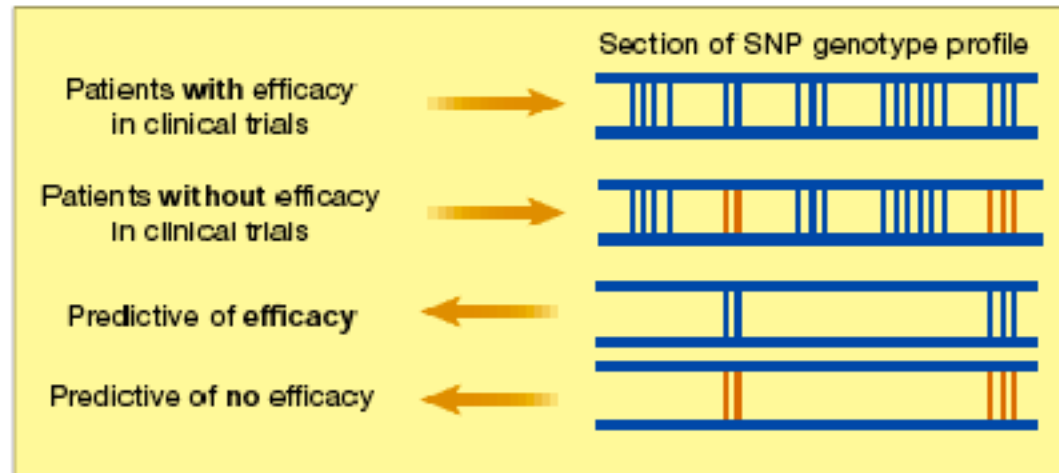 Section of SNP genotype profile
Patients with efficacy
in clinical trials
Patients without efficacy
in clinical trials
Predictive of efficacy
Predictive of no efficacy